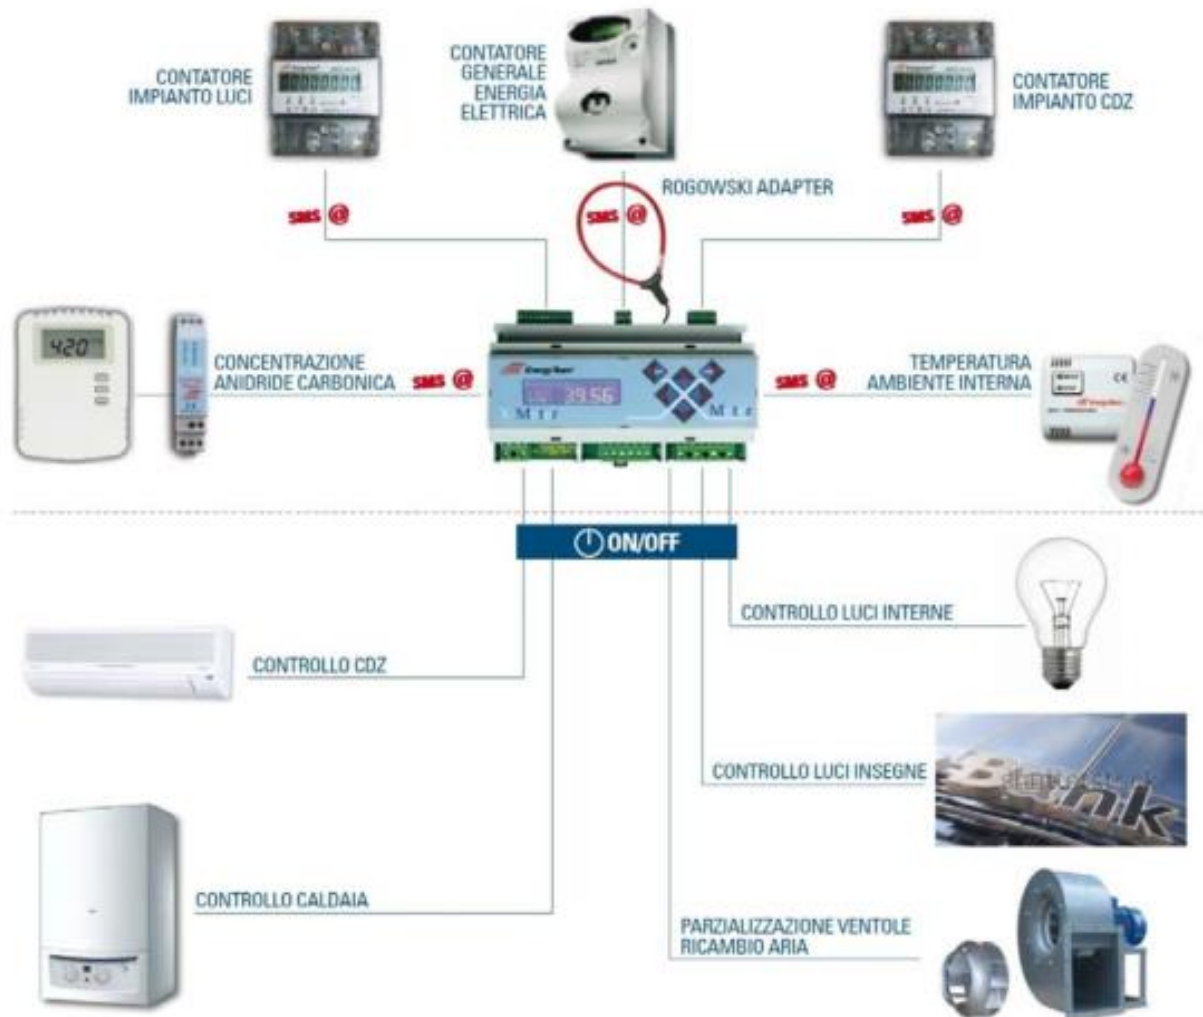 CONTATORE
IMPIANTO LUCI
CONTATORE
GENERALE
ENERGIA
ELETTRICA
CONTATORE
IMPIANTO CDZ
ROGOWSKI ADAPTER
SMS @
SMS @
SMS @
420
CONCENTRAZIONE
ANIDRIDE CARBONICA
SMS @
39.56
M t r
M t r
SMS @
TEMPERATURA
AMBIENTE INTERNA
ON/OFF
CONTROLLO LUCI INTERNE
CONTROLLO CDZ
CONTROLLO LUCI INSEGNE
Bank
CONTROLLO CALDAIA
PARZIALIZZAZIONE VENTOLE
RICAMBIO ARIA